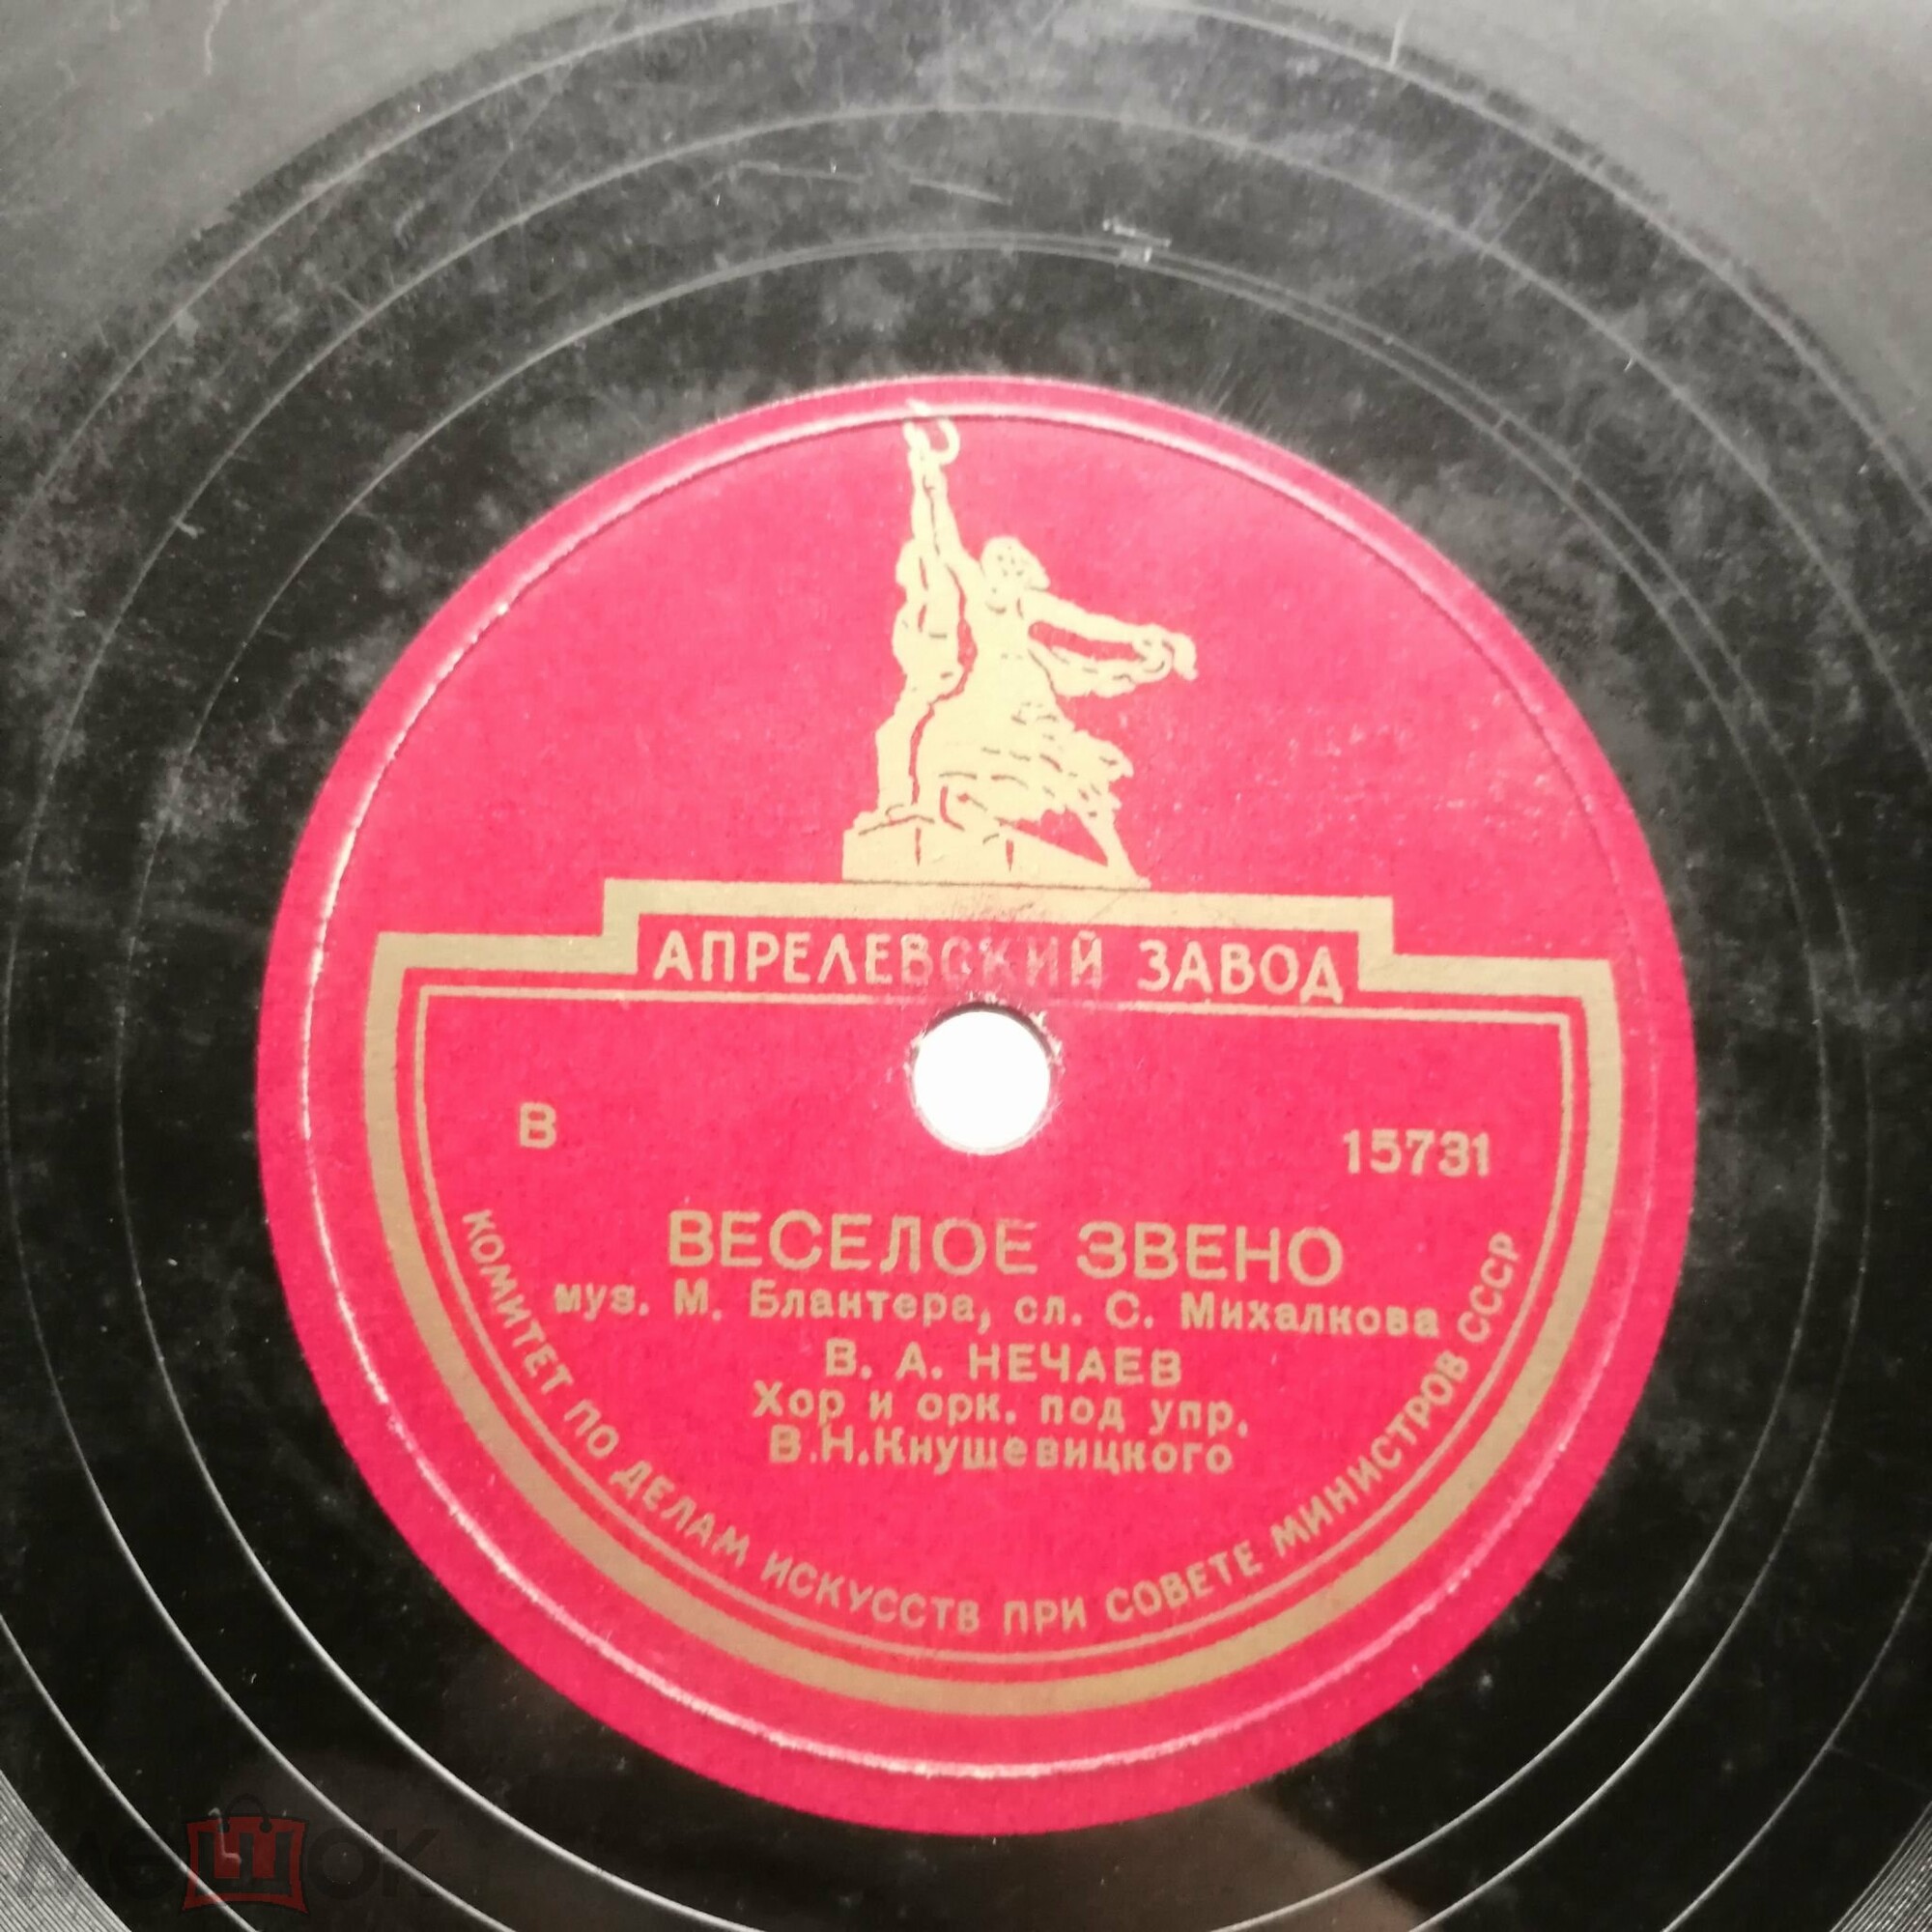 АПРЕЛЕВСКИЙ ЗАВОД
В 15731
ВЕСЕЛОЕ ЗВЕНО
муз. М. Блантера, сл. С. Михалкова
В. А. НЕЧАЕВ
Хор и орк. под упр.
В.Н.Кнушевицкого
КОМИТЕТ ПО ДЕЛАМ ИСКУССТВ ПРИ СОВЕТЕ МИНИСТРОВ СССР
мешок